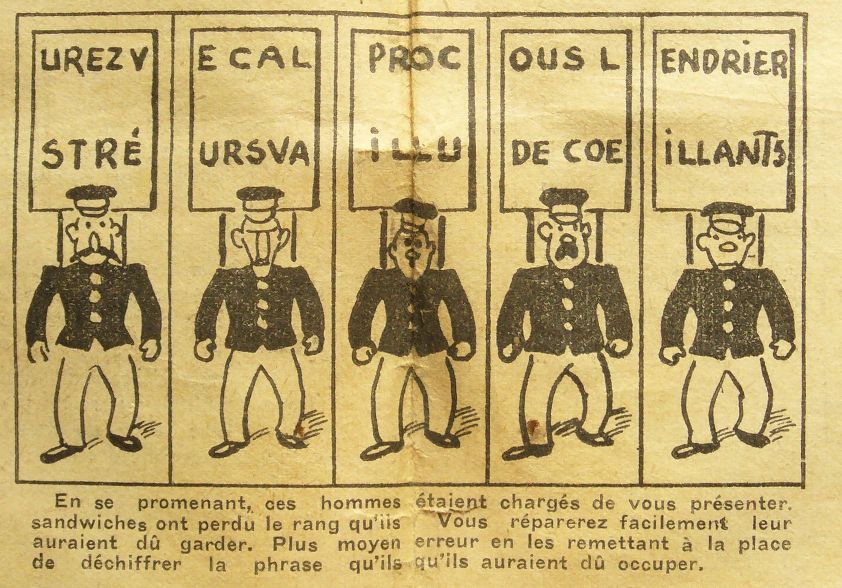 UREZV
STRÉ
ECAL
URSVA
PROC
iLLU
OUSL
DE COE
ENDRiER
iLLANTS
En se promenant, ces hommes
sandwiches ont perdu le rang qu'ils
auraient dû garder. Plus moyen
de déchiffrer la phrase qu'ils
étaient chargés de vous présenter.
Vous réparerez facilement leur
erreur en les remettant à la place
qu'ils auraient dû occuper.